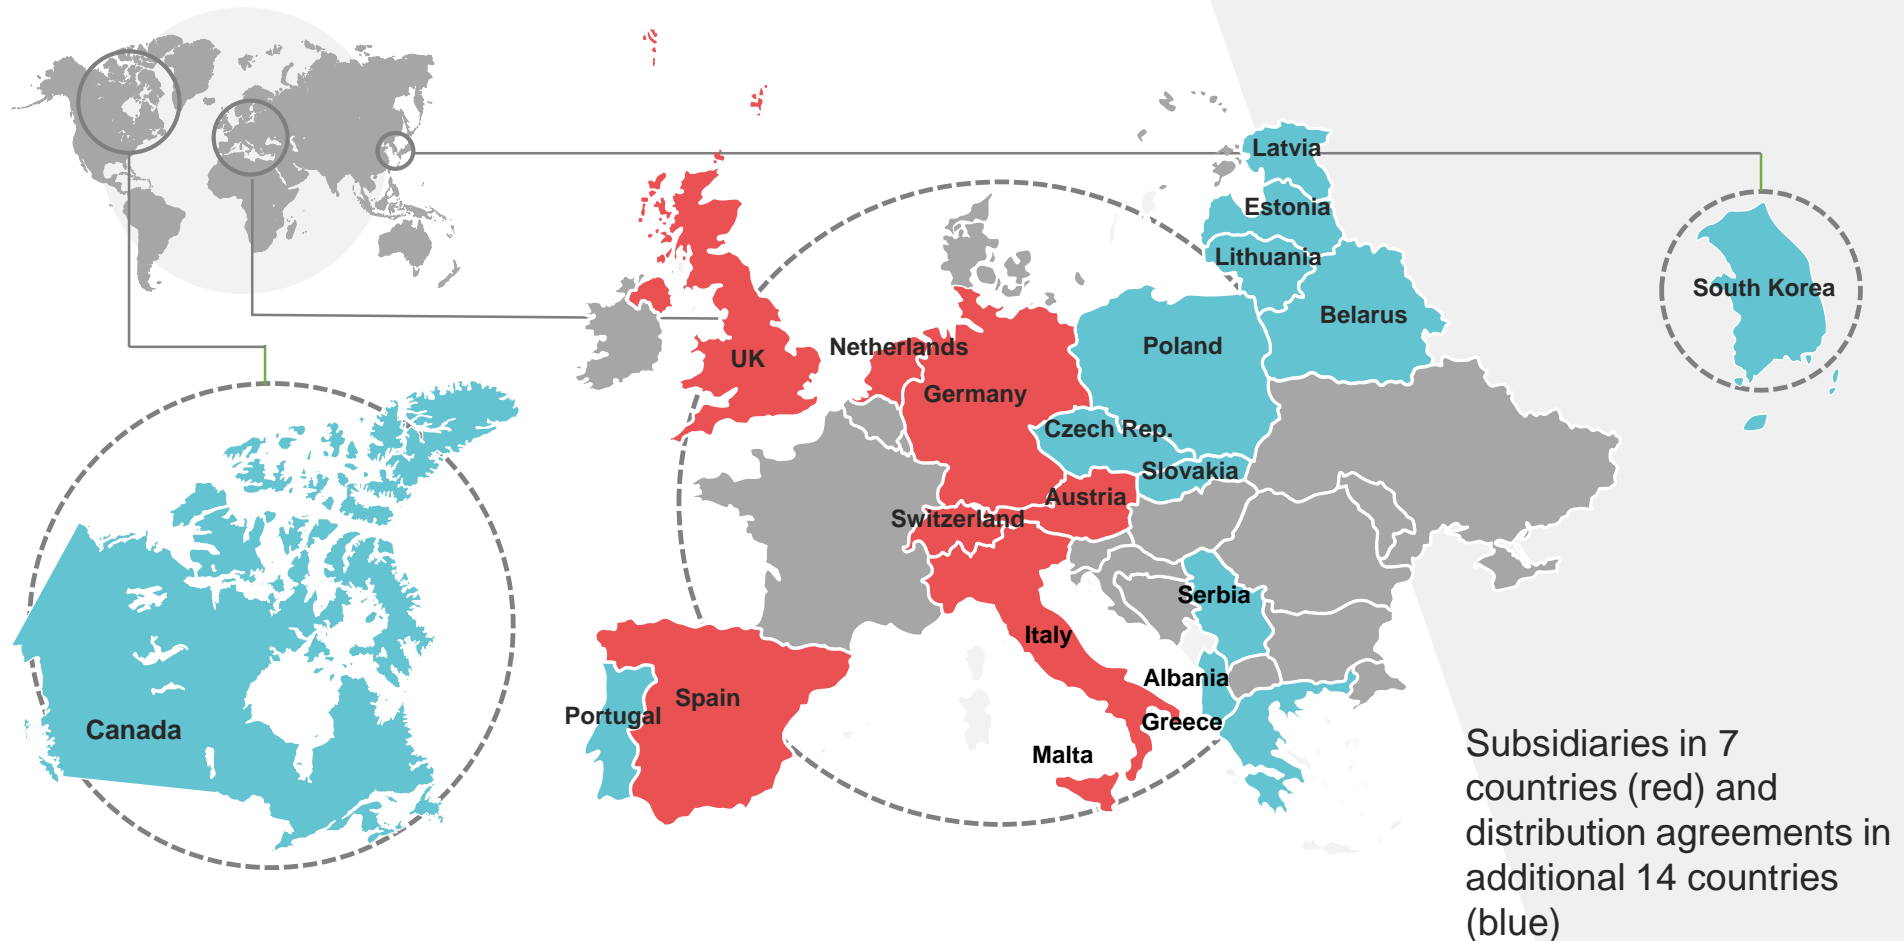 Latvia
Estonia
Lithuania
South Korea
Belarus
Netherlands
Poland
UK
Germany
Czech Rep.
Slovakia
Austria
Switzerland
Serbia
Italy
Albania
Spain
Portugal
Greece
Canada
Malta
Subsidiaries in 7
countries (red) and
distribution agreements in
additional 14 countries
(blue)